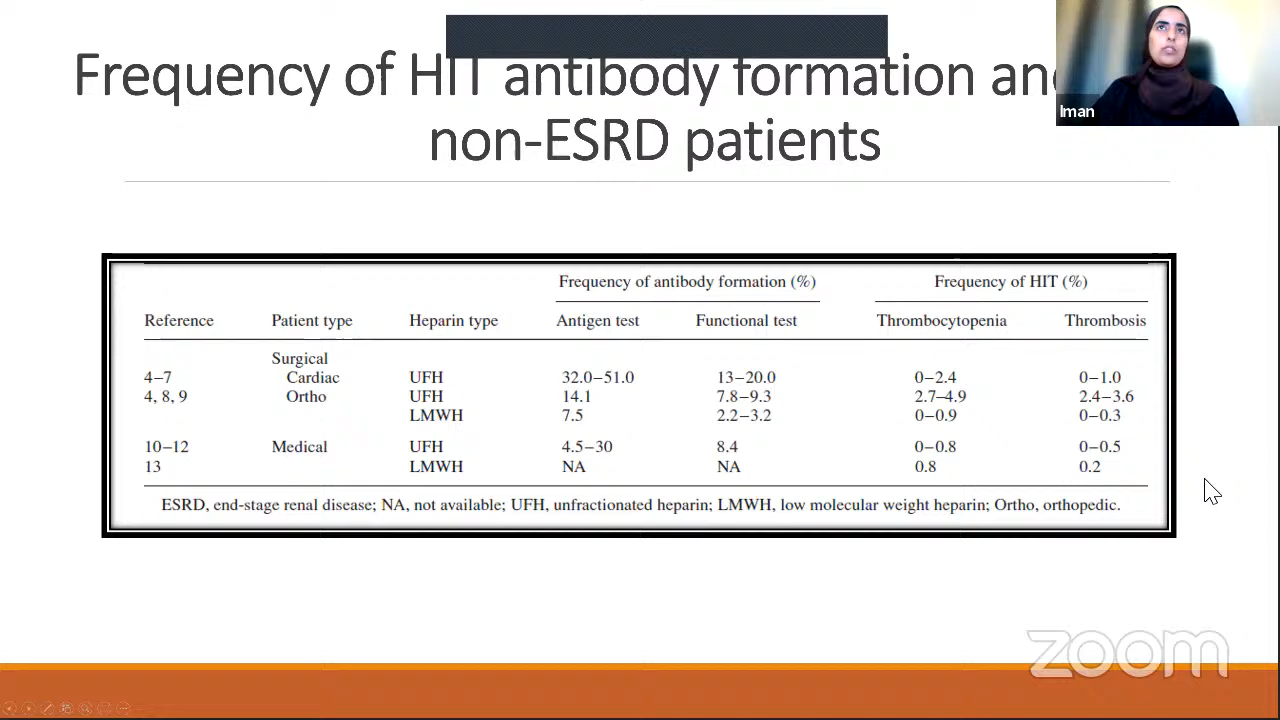 Frequency of HIT antibody formation and
non-ESRD patients
Iman
Frequency of antibody formation (%) Frequency of HIT (%)
Reference Patient type Heparin type Antigen test Functional test Thrombocytopenia Thrombosis
Surgical
4–7 Cardiac UFH 32.0–51.0 13–20.0 0–2.4 0–1.0
4, 8, 9 Ortho UFH 14.1 7.8–9.3 2.7–4.9 2.4–3.6
LMWH 7.5 2.2–3.2 0–0.9 0–0.3
10–12 Medical UFH 4.5–30 8.4 0–0.8 0–0.5
13 LMWH NA NA 0.8 0.2
ESRD, end-stage renal disease; NA, not available; UFH, unfractionated heparin; LMWH, low molecular weight heparin; Ortho, orthopedic.
zoom